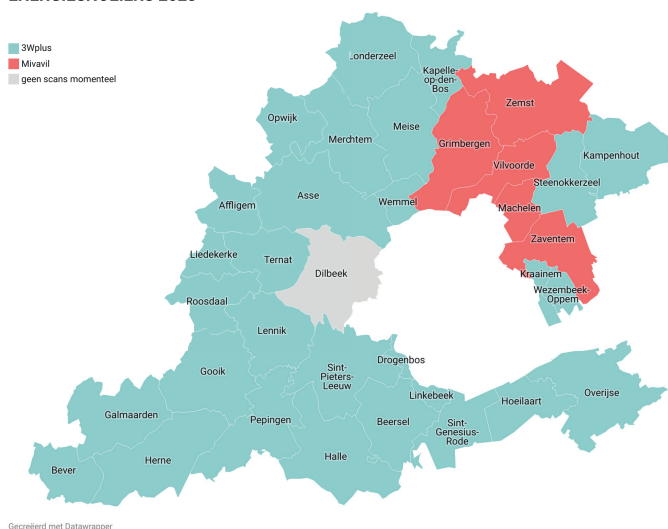 3Wplus
Mivavil
geen scans momenteel
Londerzeel
Kapelle-
op-den-
Bos
Zemst
Opwijk
Merchtem
Meise
Grimbergen
Vilvoorde
Kampenhout
Steenokkerzeel
Asse
Affligem
Wemmel
Machelen
Zaventem
Liedekerke
Ternat
Dilbeek
Kraainem
Wezembeek-
Oppem
Roosdaal
Lennik
Drogenbos
Gooik
Sint-
Pieters-
Leeuw
Linkebeek
Hoeilaart
Overijse
Galmaarden
Pepingen
Beersel
Sint-
Genesius-
Rode
Herne
Halle
Bever
Gecreëerd met Datawrapper